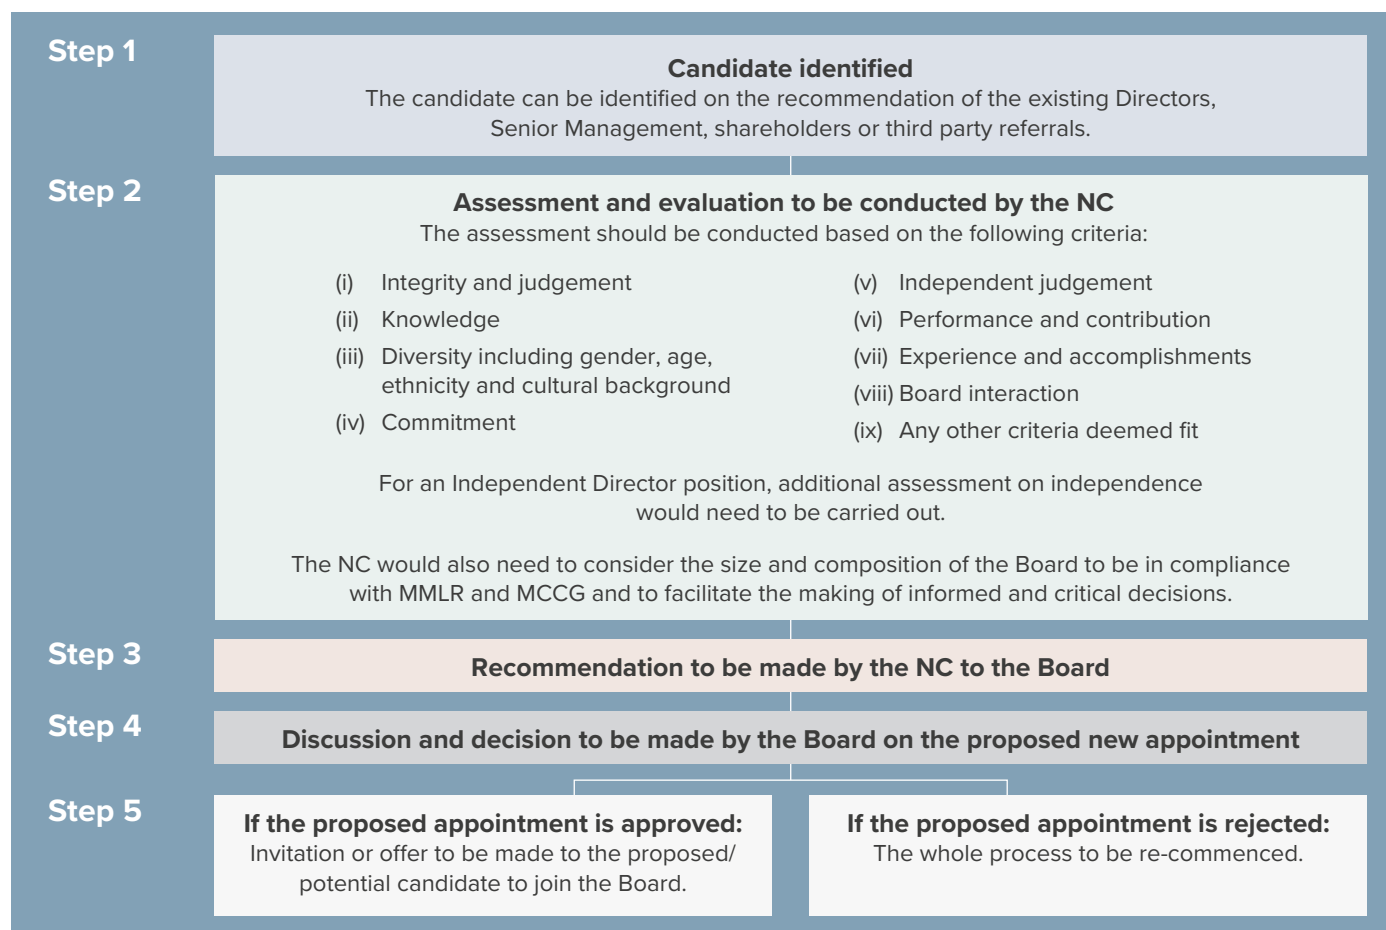 Step 1
Candidate identified
The candidate can be identified on the recommendation of the existing Directors,
Senior Management, shareholders or third party referrals.
Step 2
Assessment and evaluation to be conducted by the NC
The assessment should be conducted based on the following criteria:
(i) Integrity and judgement
(ii) Knowledge
(iii) Diversity including gender, age,
ethnicity and cultural background
(iv) Commitment
(v) Independent judgement
(vi) Performance and contribution
(vii) Experience and accomplishments
(viii) Board interaction
(ix) Any other criteria deemed fit
For an Independent Director position, additional assessment on independence
would need to be carried out.
The NC would also need to consider the size and composition of the Board to be in compliance
with MMLR and MCCG and to facilitate the making of informed and critical decisions.
Step 3
Recommendation to be made by the NC to the Board
Step 4
Discussion and decision to be made by the Board on the proposed new appointment
Step 5
If the proposed appointment is approved:
Invitation or offer to be made to the proposed/
potential candidate to join the Board.
If the proposed appointment is rejected:
The whole process to be re-commenced.